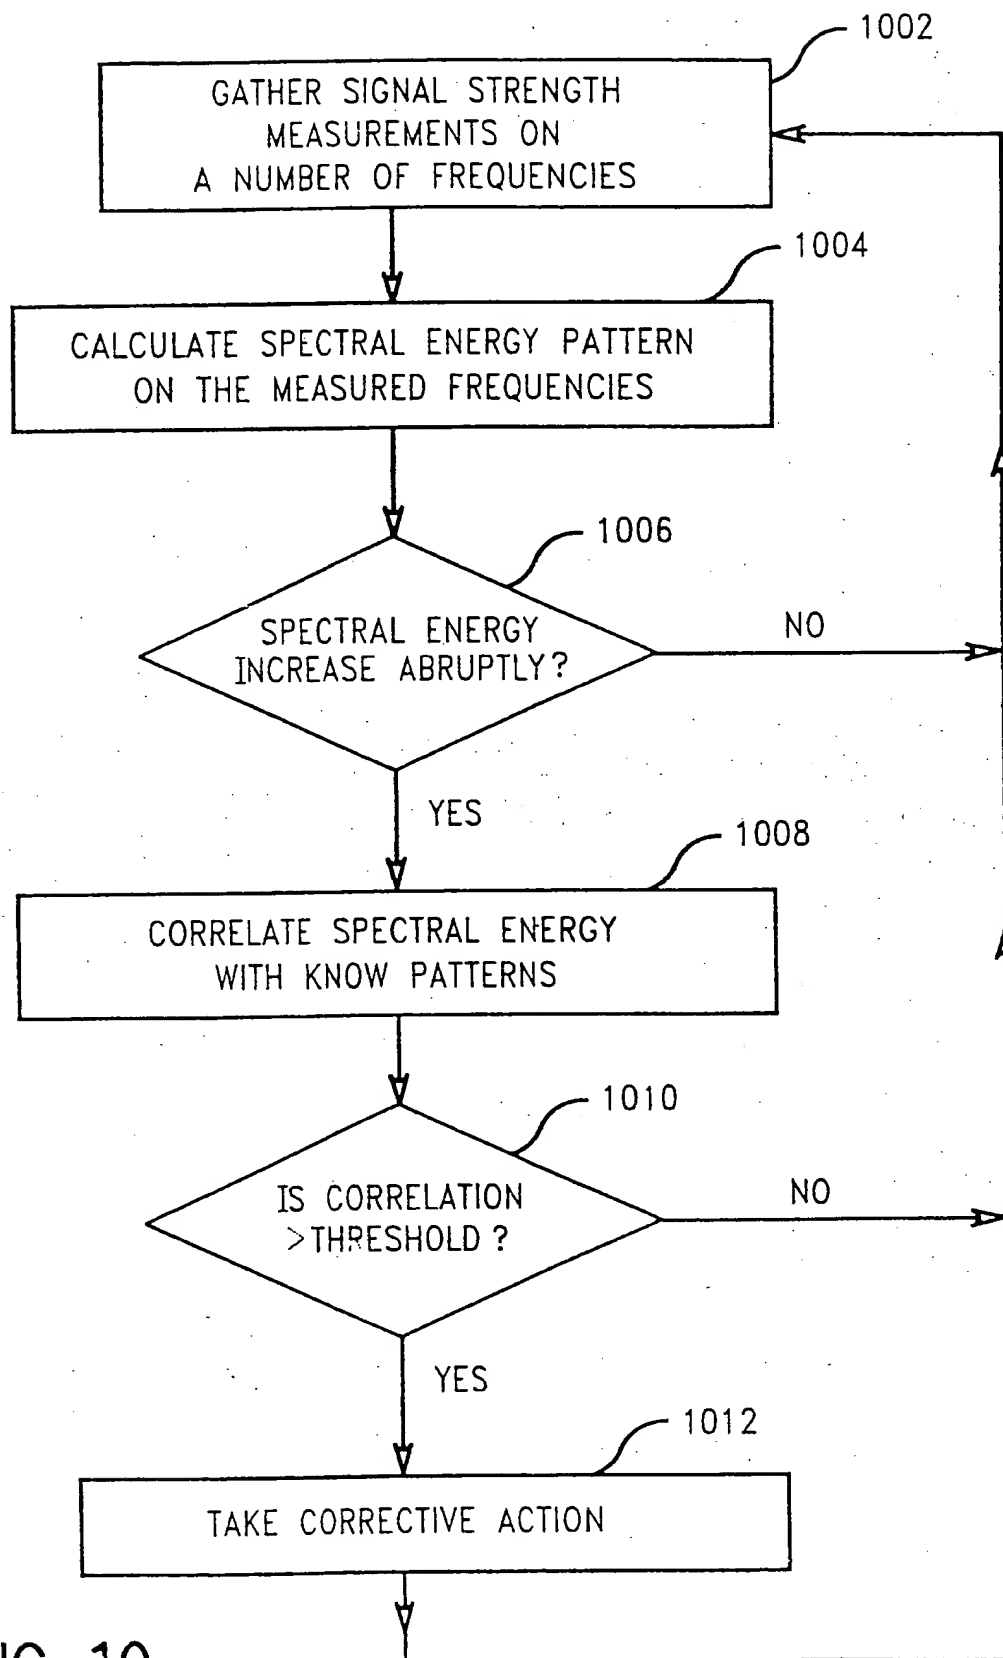 1002
GATHER SIGNAL STRENGTH
MEASUREMENTS ON
A NUMBER OF FREQUENCIES
1004
CALCULATE SPECTRAL ENERGY PATTERN
ON THE MEASURED FREQUENCIES
1006
SPECTRAL ENERGY
INCREASE ABRUPTLY?
NO
YES
1008
CORRELATE SPECTRAL ENERGY
WITH KNOW PATTERNS
1010
IS CORRELATION
>THRESHOLD?
NO
YES
1012
TAKE CORRECTIVE ACTION